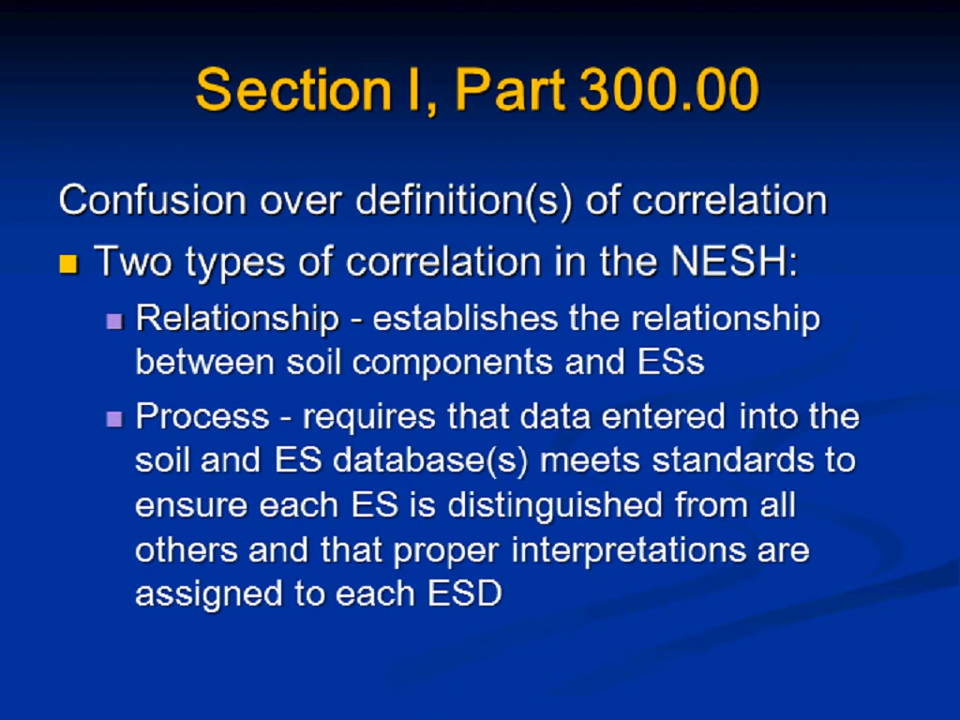 Section I, Part 300.00
Confusion over definition(s) of correlation
Two types of correlation in the NESH:
Relationship - establishes the relationship
between soil components and ESs
Process - requires that data entered into the
soil and ES database(s) meets standards to
ensure each ES is distinguished from all
others and that proper interpretations are
assigned to each ESD